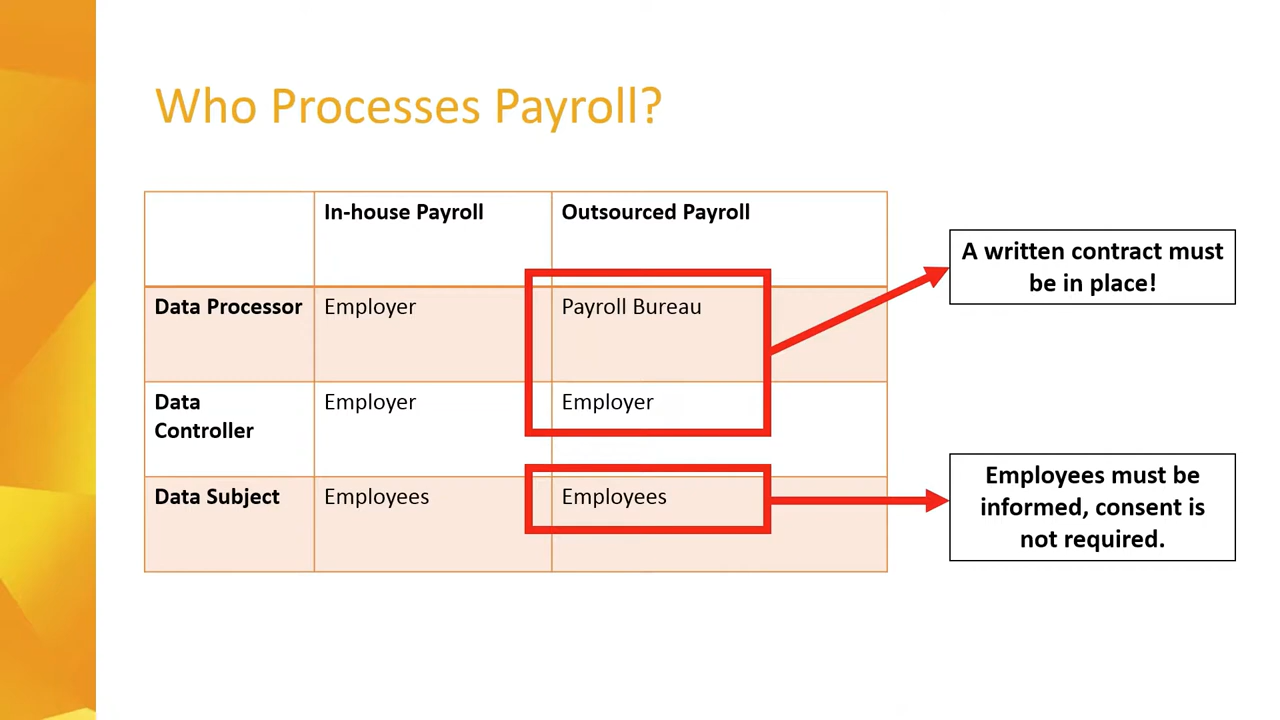 Who Processes Payroll?
In-house Payroll
Outsourced Payroll
Data Processor
Employer
Payroll Bureau
Data
Controller
Employer
Employer
Data Subject
Employees
Employees
A written contract must
be in place!
Employees must be
informed, consent is
not required.